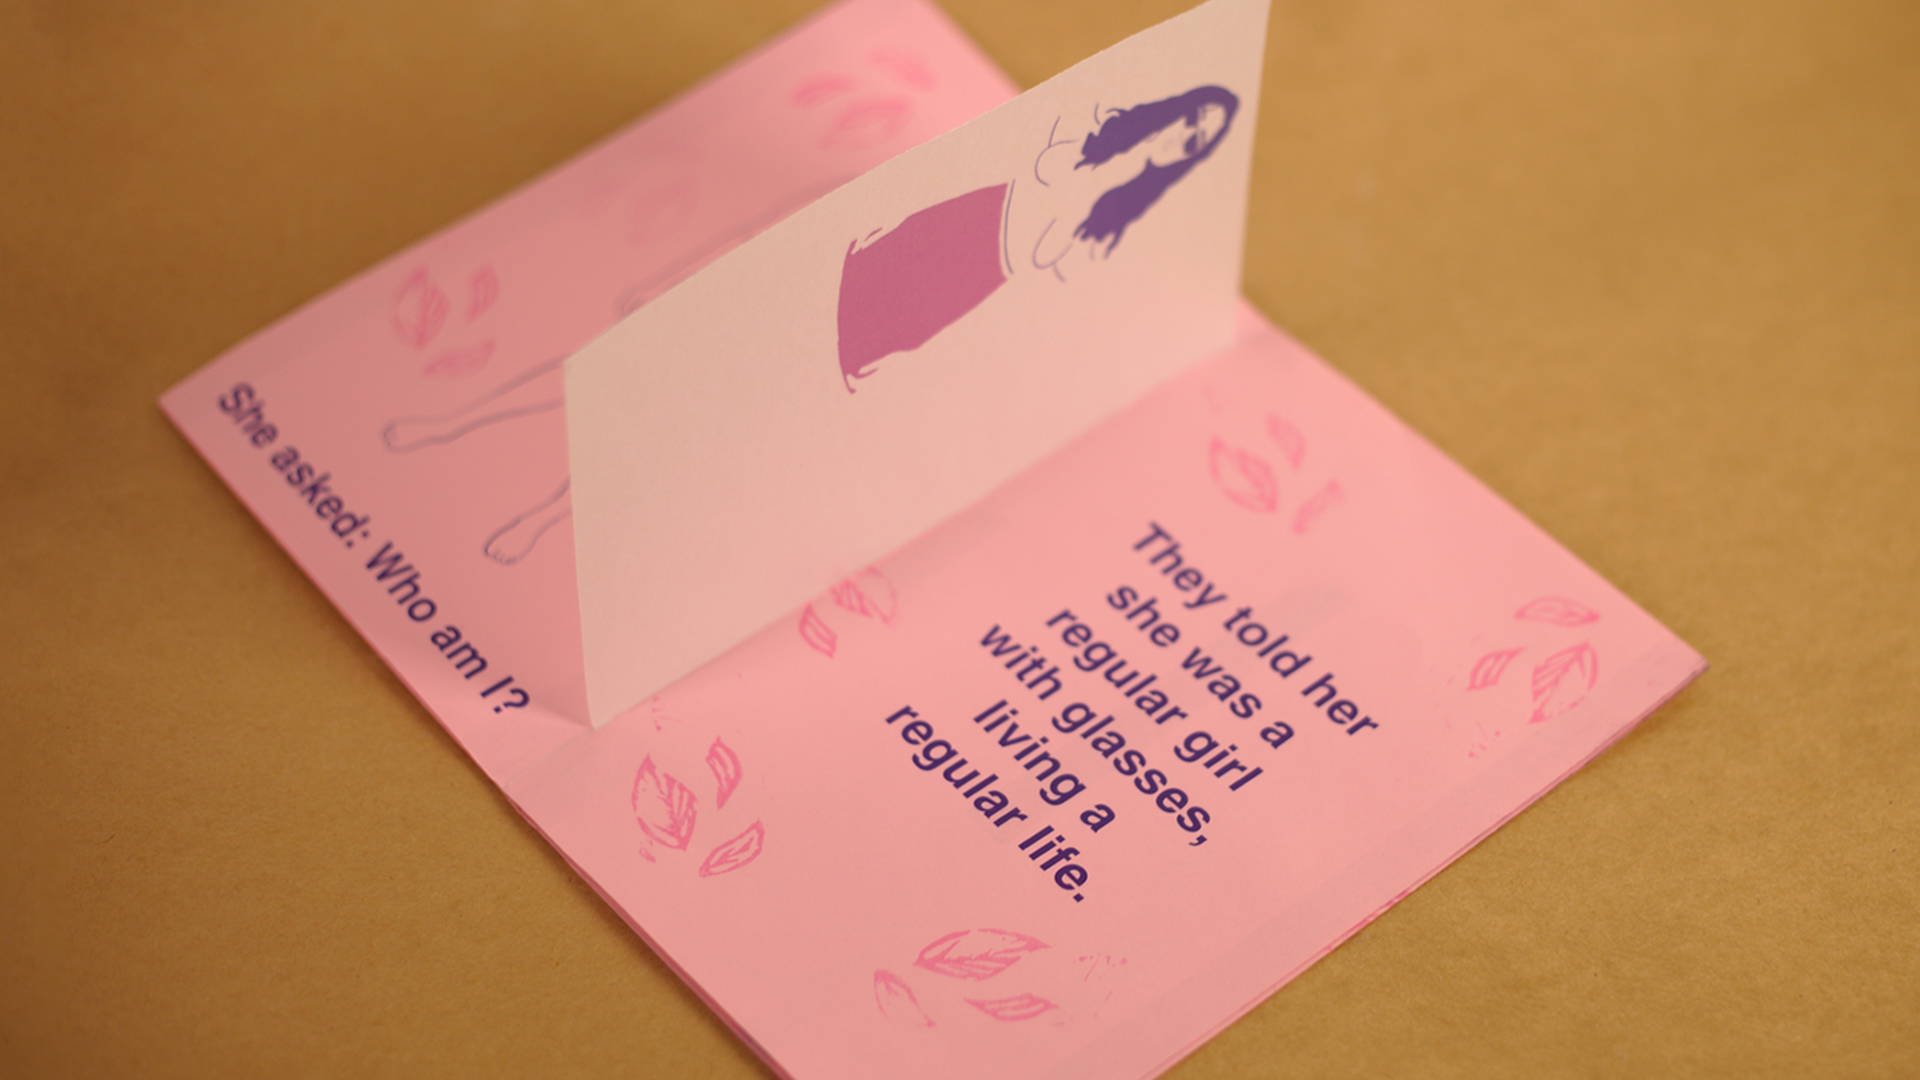 She asked: Who am I?
They told her
she was a
regular girl
with glasses,
living a
regular life.